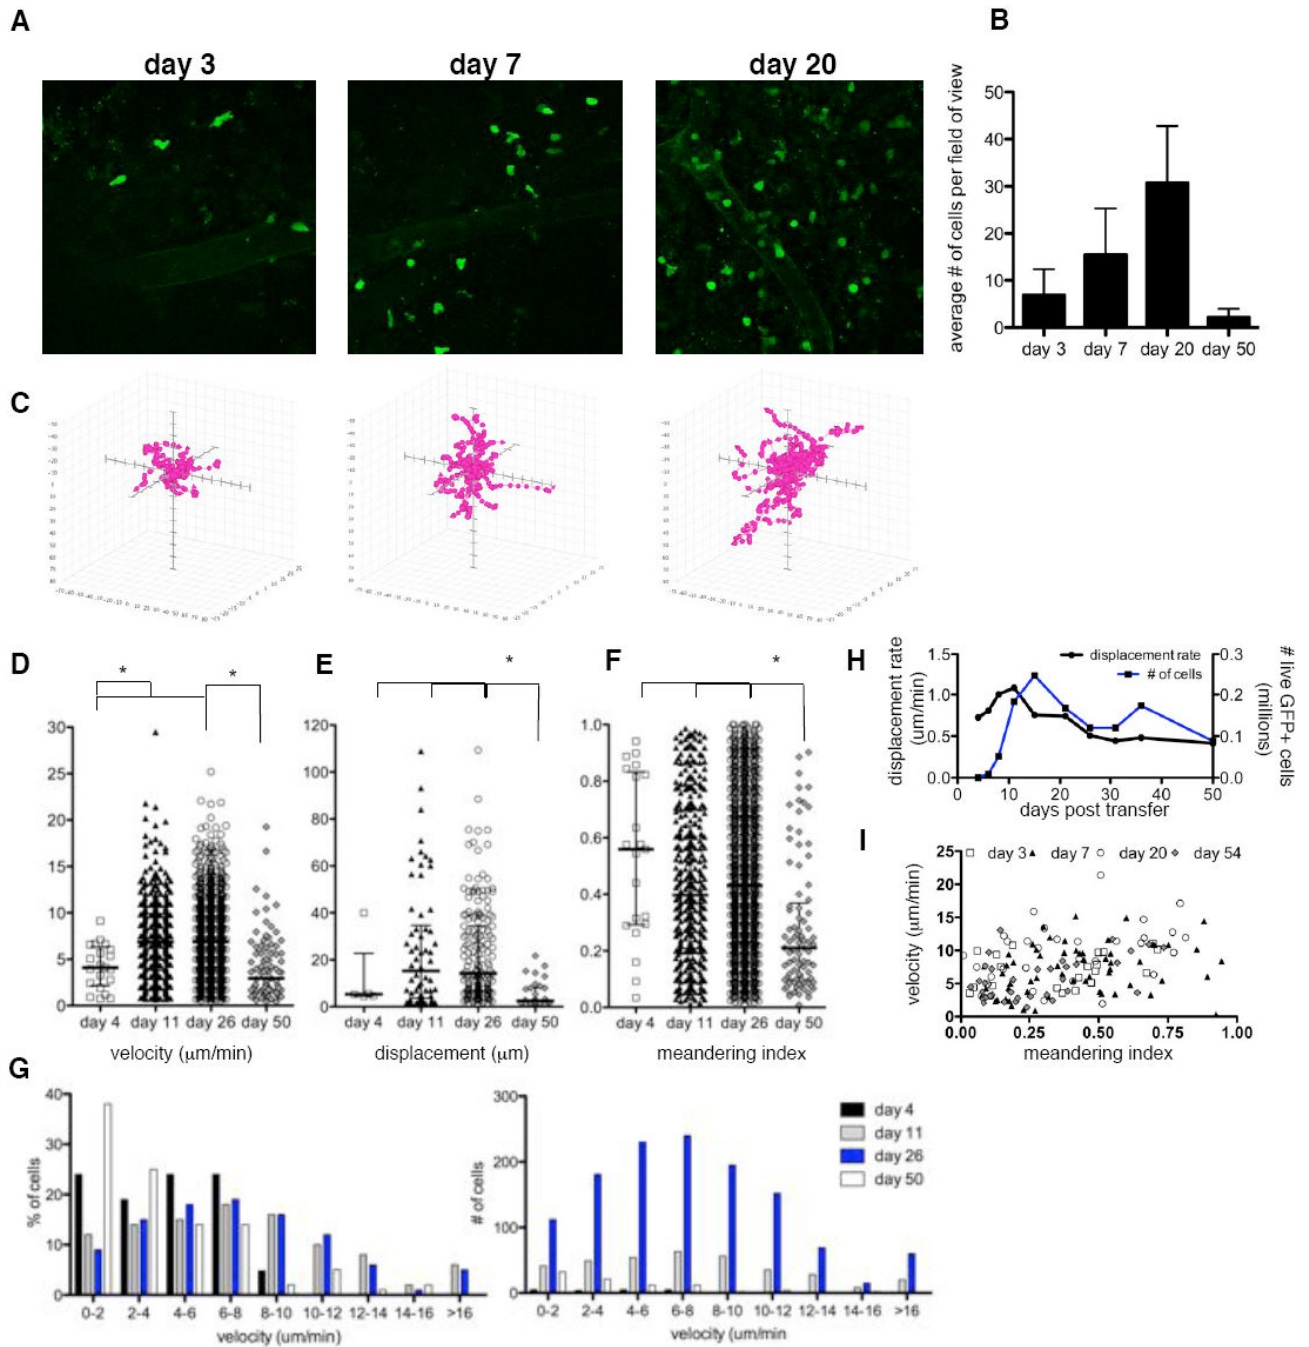 A
B
day 3
day 7
day 20
average # of cells per field of view
50
40
30
20
10
0
day 3
day 7
day 20
day 50
C
D
*
*
30
25
20
15
10
5
0
day 4
day 11
day 26
day 50
velocity (μm/min)
E
*
120
100
80
60
40
20
0
day 4
day 11
day 26
day 50
displacement (μm)
F
*
1.0
0.8
0.6
0.4
0.2
0.0
day 4
day 11
day 26
day 50
meandering index
H
displacement rate
(um/min)
1.5
1.0
0.5
0.0
displacement rate
# of cells
0.3
0.2
0.1
0.0
# live GFP+ cells
(millions)
0
10
20
30
40
50
days post transfer
I
day 3
day 7
day 20
day 54
velocity (μm/min)
25
20
15
10
5
0
0.00
0.25
0.50
0.75
1.00
meandering index
G
% of cells
40
30
20
10
0
0-2
2-4
4-6
6-8
8-10
10-12
12-14
14-16
>16
velocity (um/min)
# of cells
300
200
100
0
0-2
2-4
4-6
6-8
8-10
10-12
12-14
14-16
>16
velocity (um/min
day 4
day 11
day 26
day 50